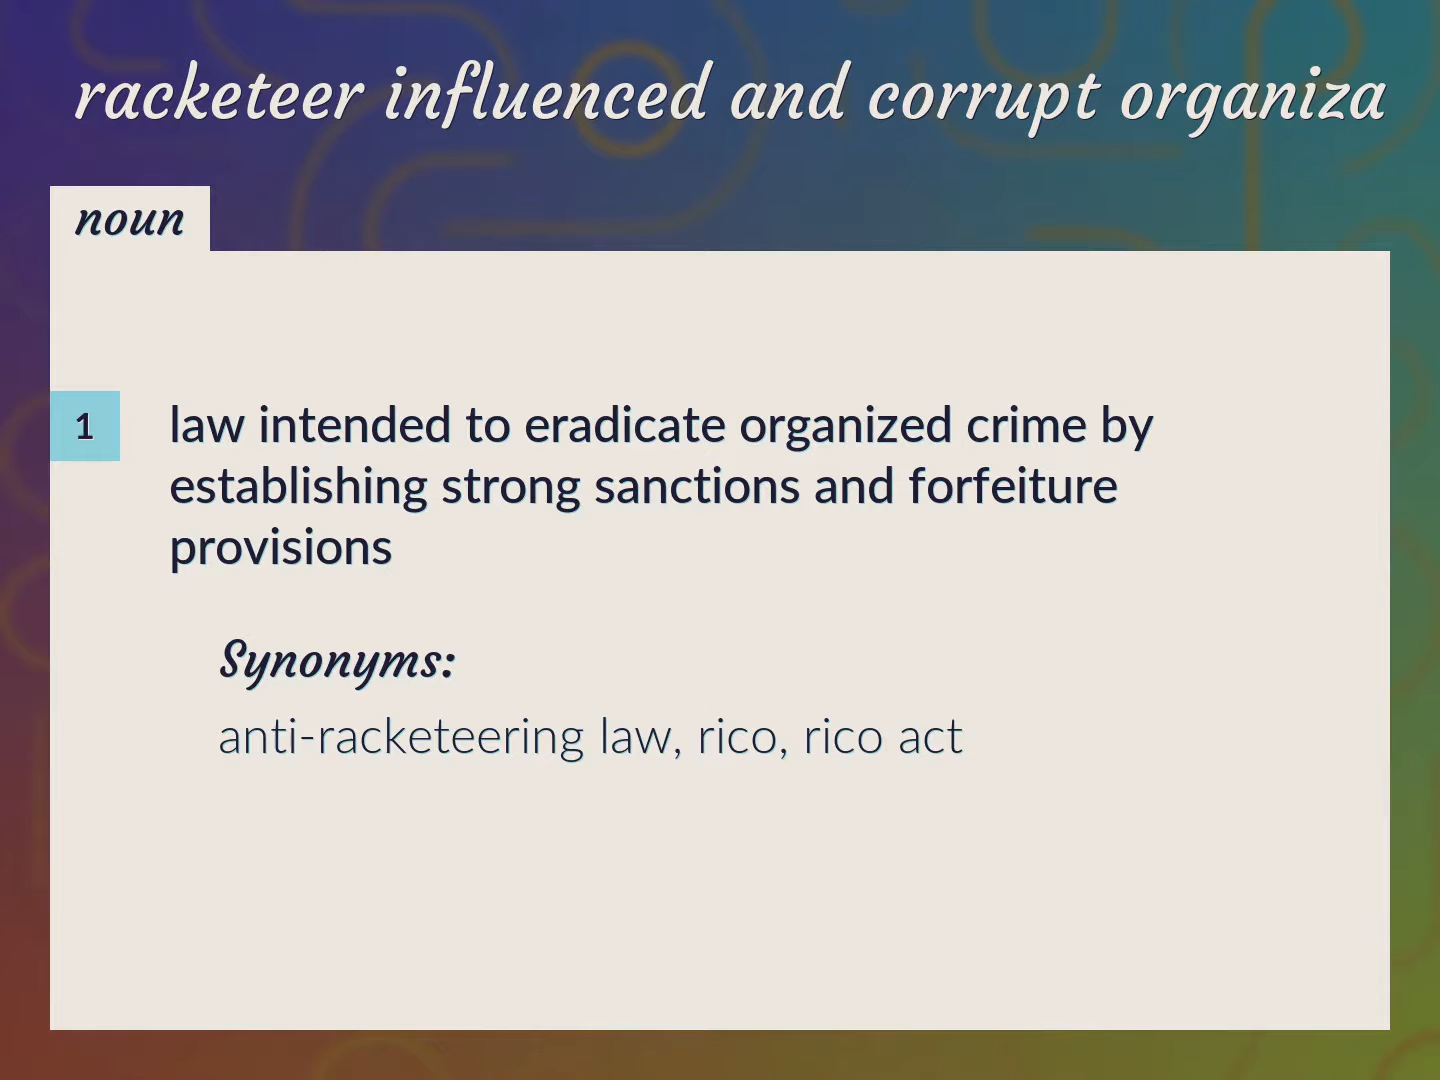 racketeer influenced and corrupt organiza
noun
1
law intended to eradicate organized crime by
establishing strong sanctions and forfeiture
provisions
Synonyms:
anti-racketeering law, rico, rico act